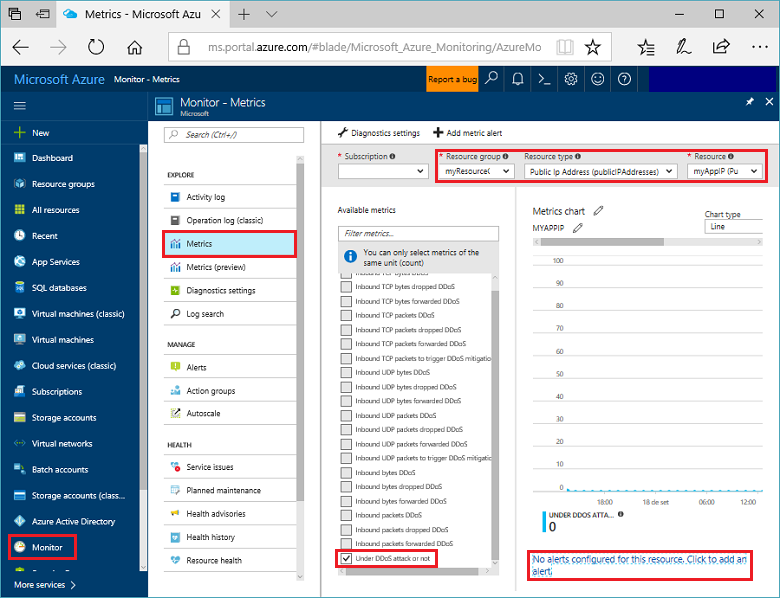 Metrics - Microsoft Azu
ms.portal.azure.com/#blade/Microsoft_Azure_Monitoring/AzureMo
Microsoft Azure
Monitor - Metrics
Report a bug
New
Dashboard
Resource groups
All resources
Recent
App Services
SQL databases
Virtual machines (classic)
Virtual machines
Cloud services (classic)
Subscriptions
Storage accounts
Virtual networks
Batch accounts
Storage accounts (class...
Azure Active Directory
Monitor
More services
Monitor - Metrics
Microsoft
Search (Ctrl+/)
EXPLORE
Activity log
Operation log (classic)
Metrics
Metrics (preview)
Diagnostics settings
Log search
MANAGE
Alerts
Action groups
Autoscale
HEALTH
Service issues
Planned maintenance
Health advisories
Health history
Resource health
Diagnostics settings
Add metric alert
* Subscription
* Resource group
myResourceG
Resource type
Public Ip Address (publicIPAddresses)
* Resource
myAppIP (Pu
Available metrics
Filter metrics...
You can only select metrics of the
same unit (count)
Inbound TCP bytes DDoS
Inbound TCP bytes dropped DDoS
Inbound TCP bytes forwarded DDoS
Inbound TCP packets DDoS
Inbound TCP packets dropped DDoS
Inbound TCP packets forwarded DDoS
Inbound TCP packets to trigger DDoS mitigatio
Inbound UDP bytes DDoS
Inbound UDP bytes dropped DDoS
Inbound UDP bytes forwarded DDoS
Inbound UDP packets DDoS
Inbound UDP packets dropped DDoS
Inbound UDP packets forwarded DDoS
Inbound UDP packets to trigger DDoS mitigatio
Inbound bytes DDoS
Inbound bytes dropped DDoS
Inbound bytes forwarded DDoS
Inbound packets DDoS
Inbound packets dropped DDoS
Inbound packets forwarded DDoS
Under DDoS attack or not
Metrics chart
MYAPPIP
Chart type
Line
100
90
80
70
60
50
40
30
20
10
0
18:00
18 de set
06:00
12:00
UNDER DDOS ATTA...
0
No alerts configured for this resource. Click to add an
alert.